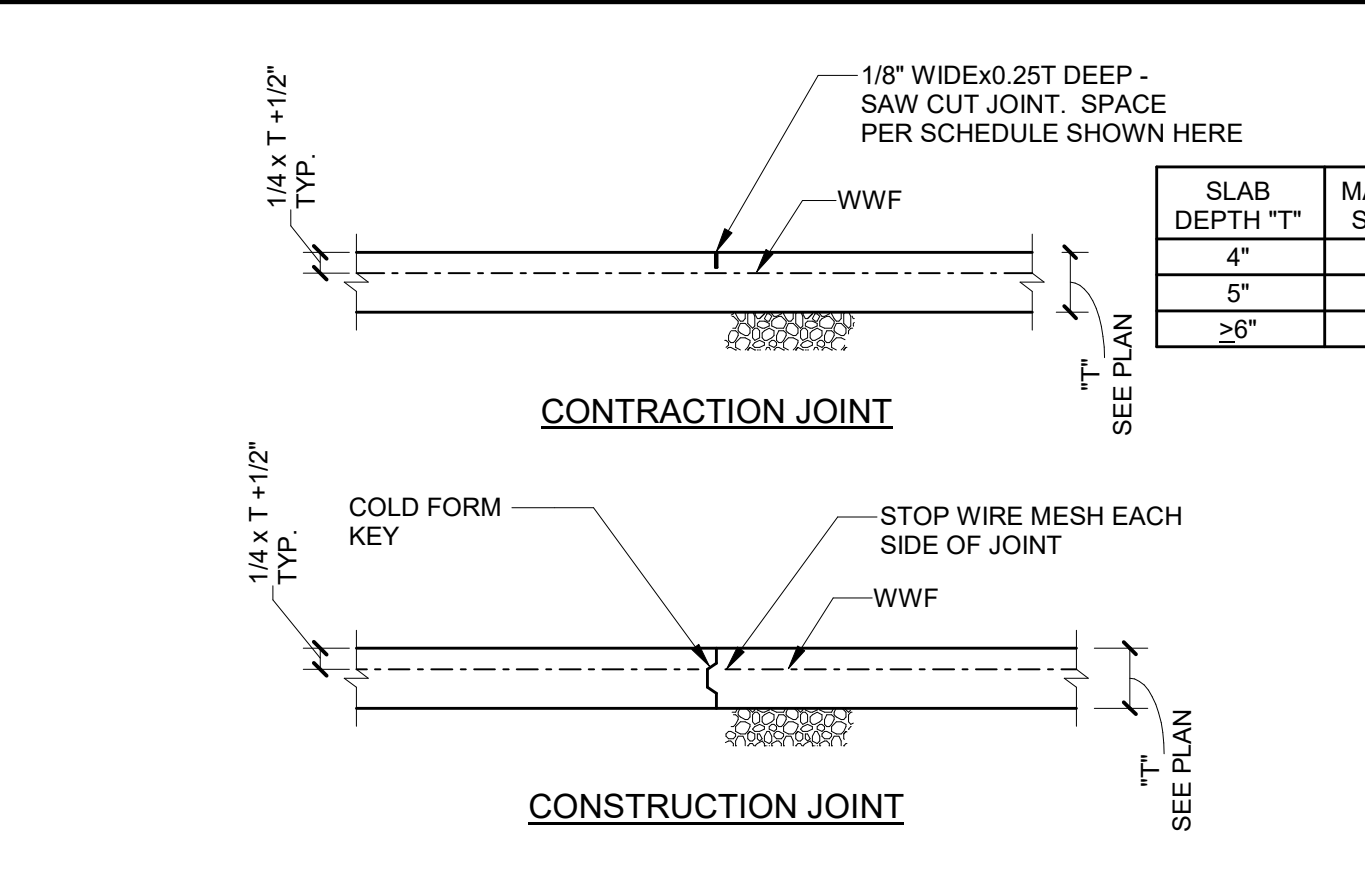 1/4 x T +1/2"
TYP.
1/8" WIDEx0.25T DEEP -
SAW CUT JOINT. SPACE
PER SCHEDULE SHOWN HERE
WWF
SLAB
DEPTH "T"
4"
5"
≥6"
"T"
SEE PLAN
CONTRACTION JOINT
1/4 x T +1/2"
TYP.
COLD FORM
KEY
STOP WIRE MESH EACH
SIDE OF JOINT
WWF
"T"
SEE PLAN
CONSTRUCTION JOINT